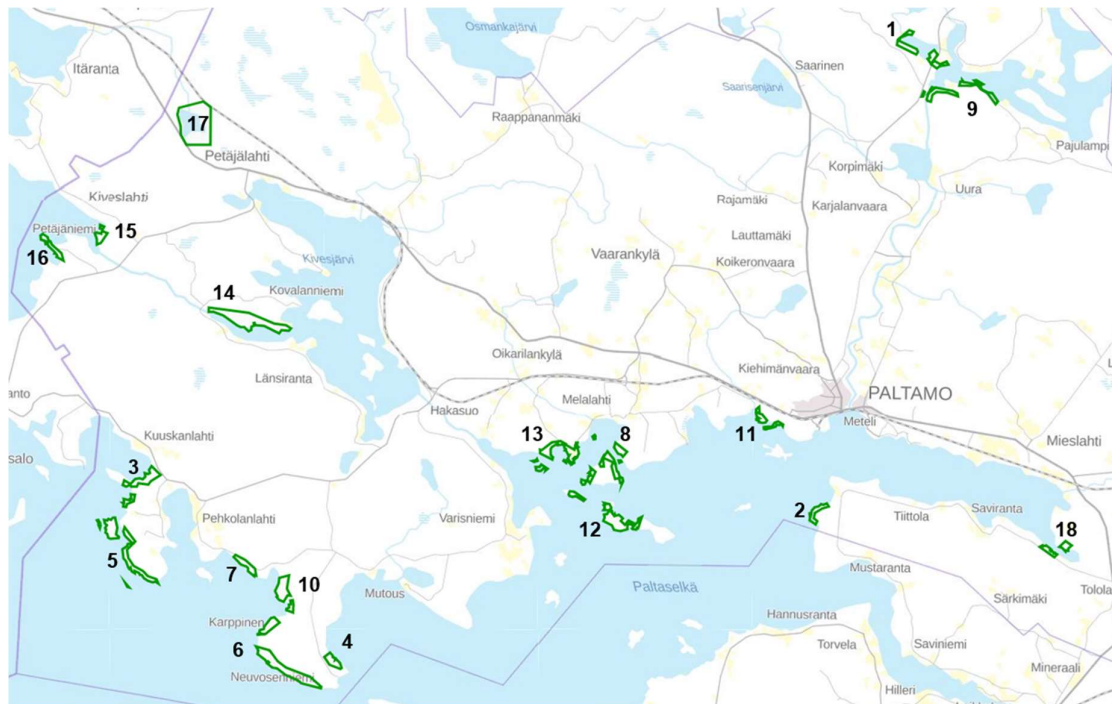 Osmankajärvi
1
Saarinen
Itäranta
Saarisenjärvi
17
Raappananmäki
9
Petäjälahti
Pajulampi
Korpimäki
Kiveslahti
Uura
Rajamäki
Karjalanvaara
Petäjäniemi
15
Lauttamäki
16
Kivesjärvi
Vaarankylä
Koikeronvaara
14
Kovalanniemi
Oikarilankylä
Kiehimänvaara
Länsiranta
PALTAMO
anto
Hakasuo
Melalahti
Meteli
Kuuskanlahti
13
8
11
Mieslahti
salo
3
Pehkolanlahti
Varisniemi
12
2
Tiittola
Saviranta
18
5
7
Mustaranta
10
Mutous
Paltaselkä
Särkimäki
Tolola
Karppinen
Hannusranta
6
4
Torvela
Saviniemi
Neuvosenniemi
Mineraali
Hilleri